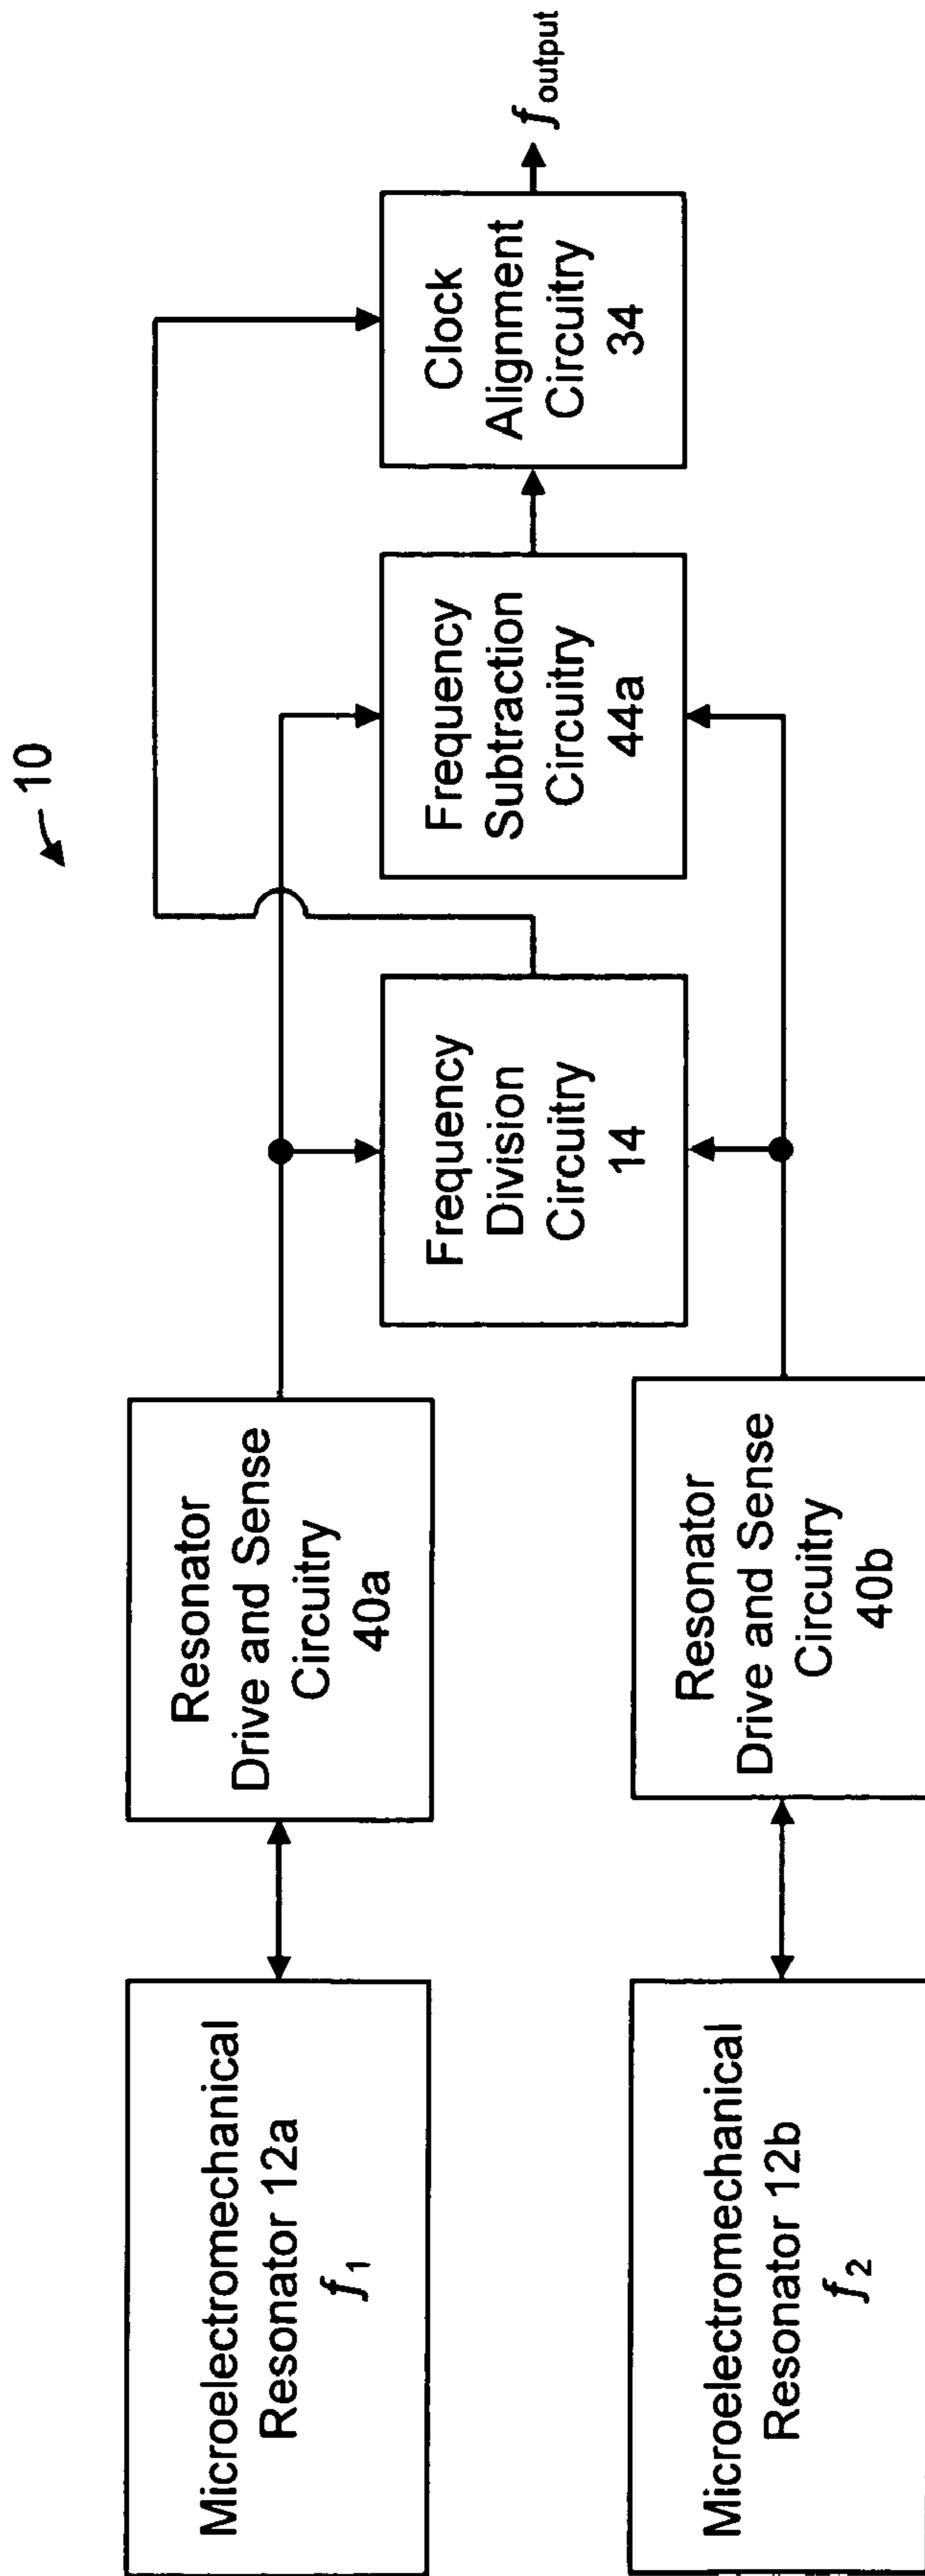 10
Microelectromechanical
Resonator 12a
f1
Resonator
Drive and Sense
Circuitry
40a
Frequency
Division
Circuitry
14
Frequency
Subtraction
Circuitry
44a
Clock
Alignment
Circuitry
34
foutput
Microelectromechanical
Resonator 12b
f2
Resonator
Drive and Sense
Circuitry
40b